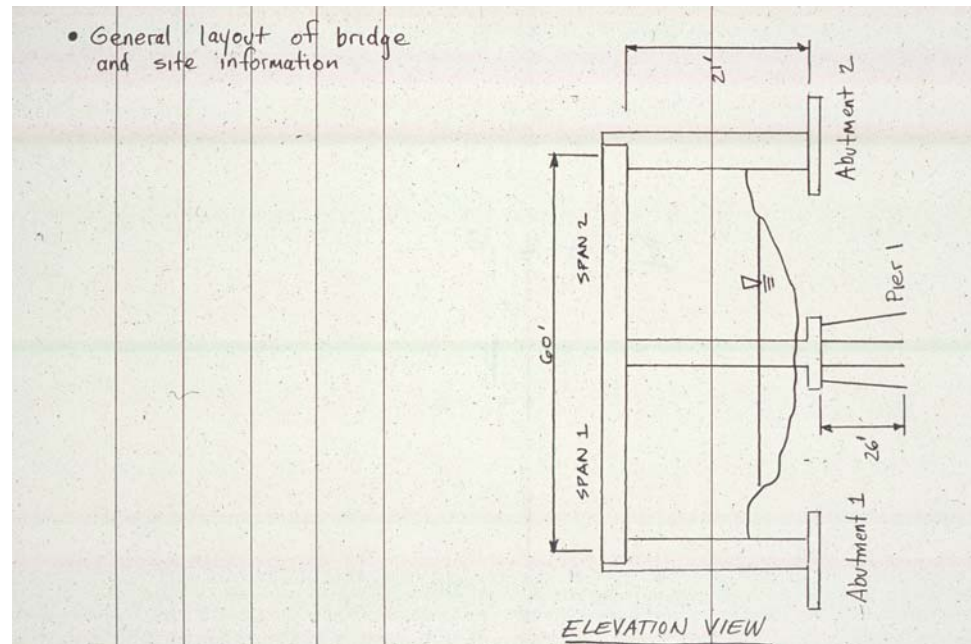 • General layout of bridge
and site information
21'
Abutment 2
SPAN 2
Pier 1
60'
SPAN 1
26'
Abutment 1
ELEVATION VIEW